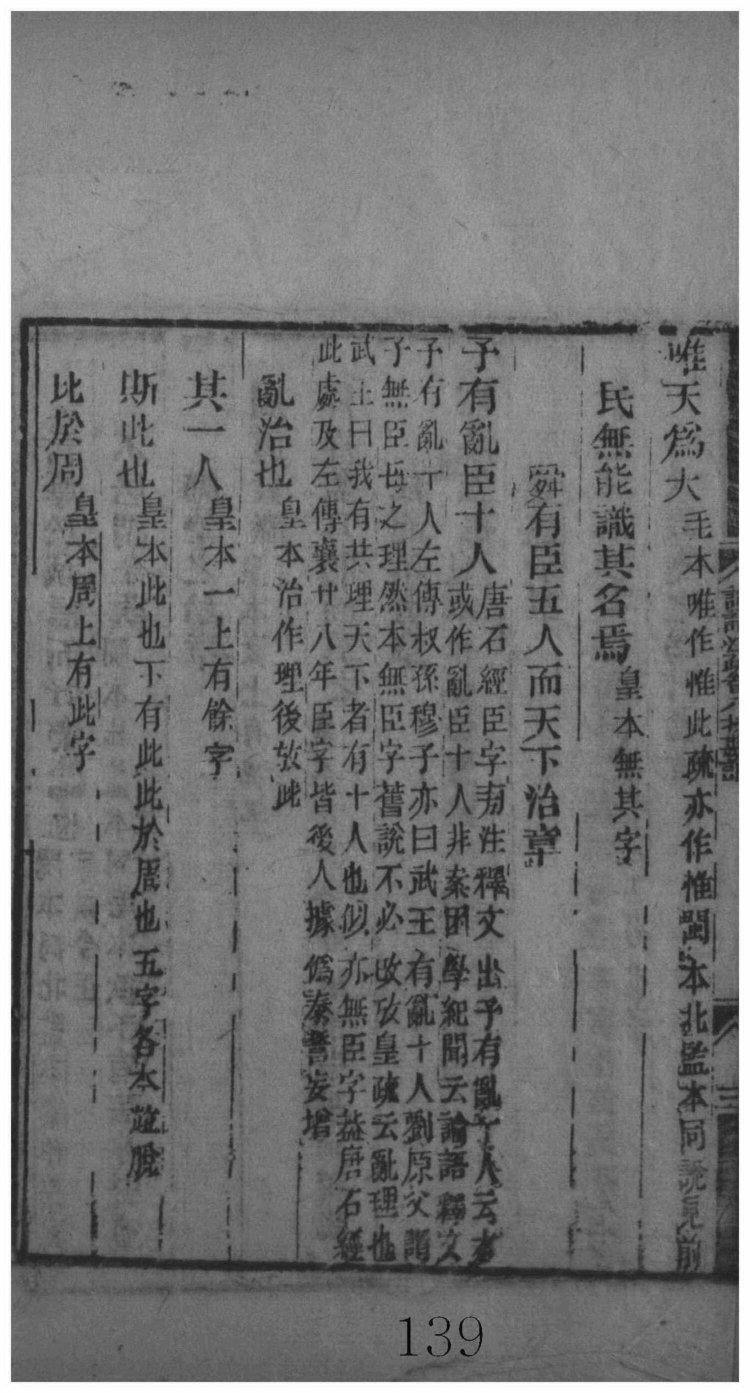 唯天爲大毛本唯作惟此疏亦作惟閩本北監本同說見前
民無能識其名焉皇本無其字
舜有臣五人而天下治章
予有亂臣十人唐石經臣字旁注釋文出予有亂十人云本
或作亂臣十人非案困學紀聞云論語釋文
予有亂十人左傳叔孫穆子亦曰武王有亂十人劉原父謂
子無臣母之理然本無臣字舊說不必改攷皇疏云亂理也
武王曰我有共理天下者有十人也似亦無臣字益唐石經
此處及左傳襄廿八年臣字皆後人據僞泰誓妄增
亂治也皇本治作理後放此
其一人皇本一上有餘字
斯此也皇本此也下有此此於周也五字各本竝脫
比於周皇本周上有此字
三
139